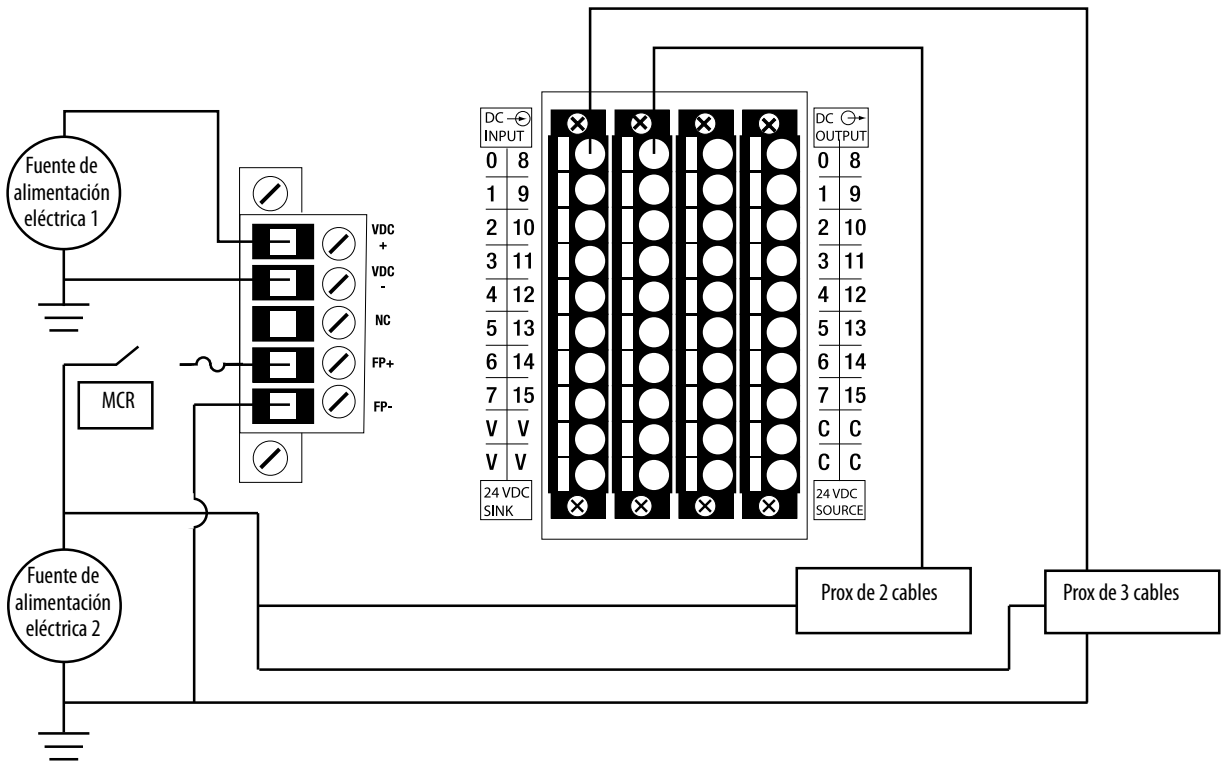 Fuente de
alimentación
eléctrica 1
VDC
+
VDC
-
NC
FP+
FP-
MCR
Fuente de
alimentación
eléctrica 2
DC
INPUT
0 8
1 9
2 10
3 11
4 12
5 13
6 14
7 15
V V
V V
24 VDC
SINK
DC
OUTPUT
0 8
1 9
2 10
3 11
4 12
5 13
6 14
7 15
C C
C C
24 VDC
SOURCE
Prox de 2 cables
Prox de 3 cables